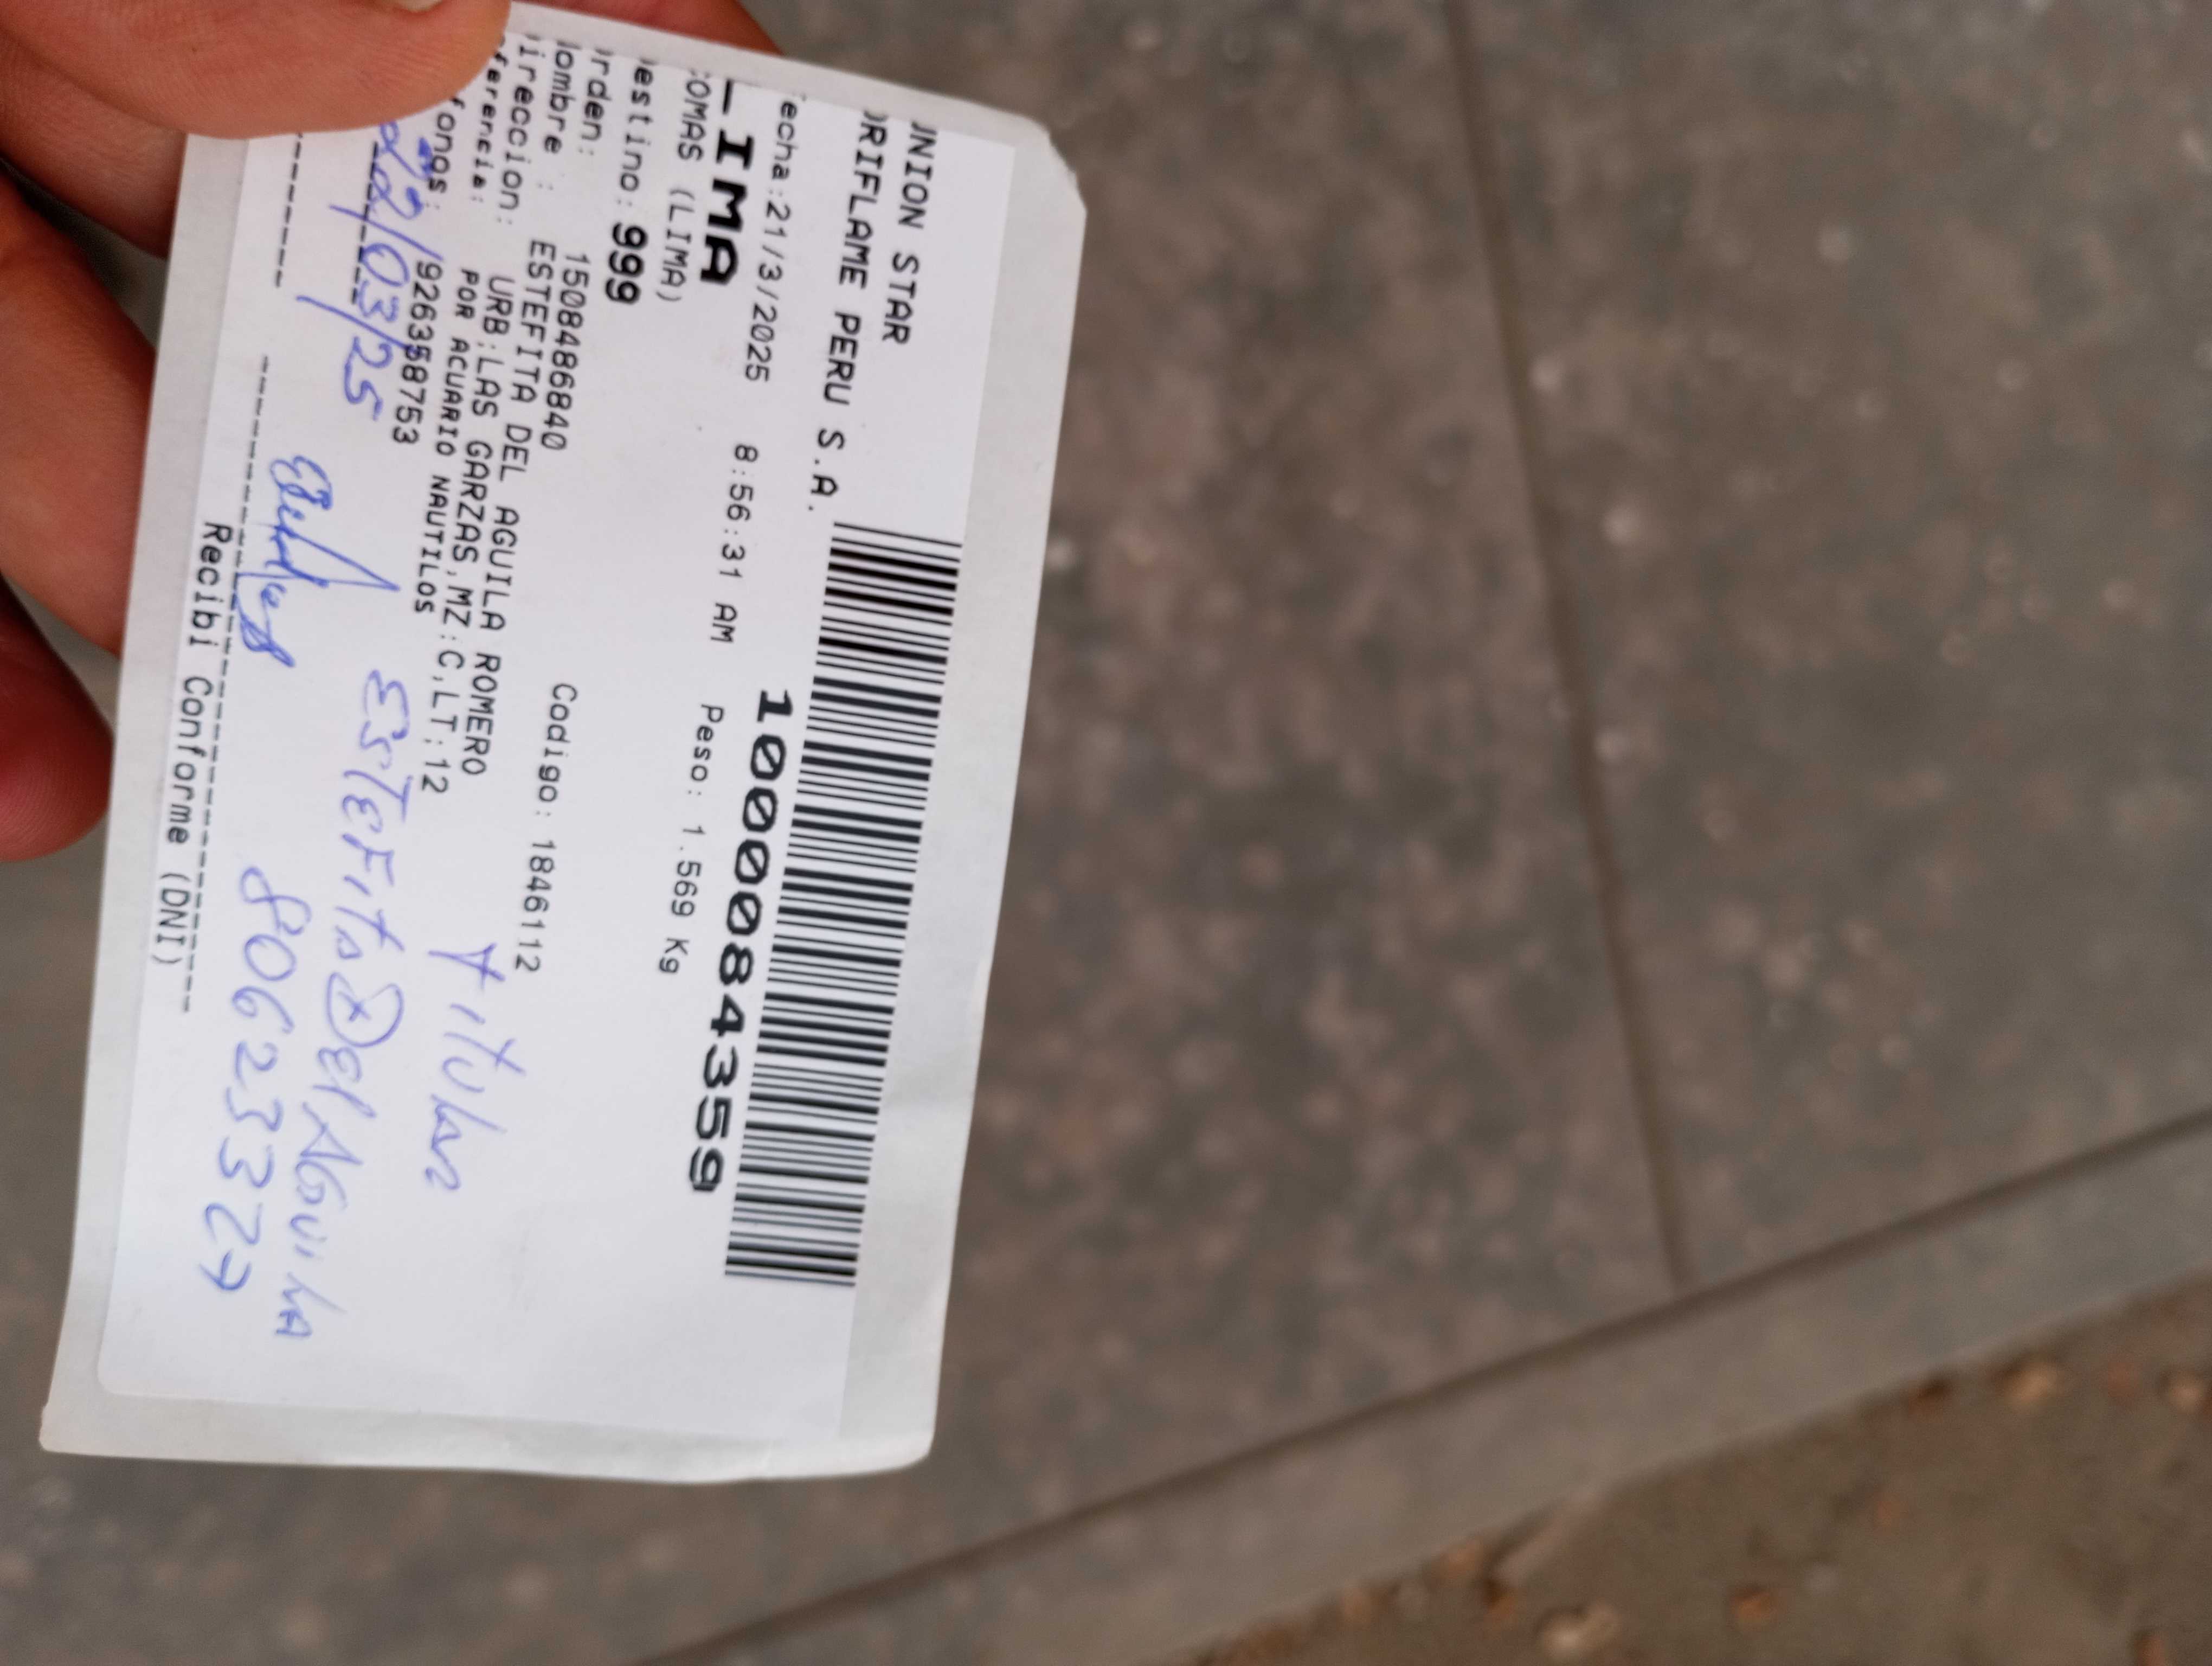 UNION STAR
ORIFLAME PERU S.A.
echa:21/3/2025 8:56:31 AM Peso: 1.569 Kg
1000084359
LIMA
COMAS (LIMA)
estino: 999
rden: 1508486840 Codigo: 1846112
ombre : ESTEFITA DEL AGUILA ROMERO
ireccion: URB:LAS GARZAS,MZ:C,LT:12
ferencia: POR ACUARIO NAUTILOS
fonos: /926358753
Titular
22/03/25
Estefita Del Aguila
80623327
Recibi Conforme (DNI)